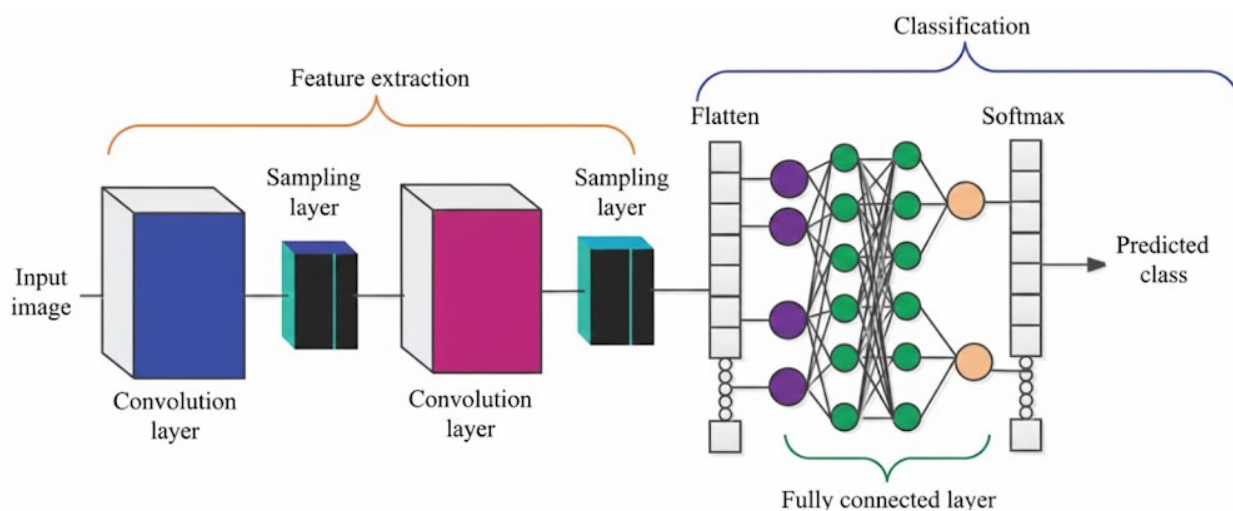 Classification
Feature extraction
Flatten
Softmax
Sampling
layer
Sampling
layer
Input
image
Predicted
class
Convolution
layer
Convolution
layer
Fully connected layer